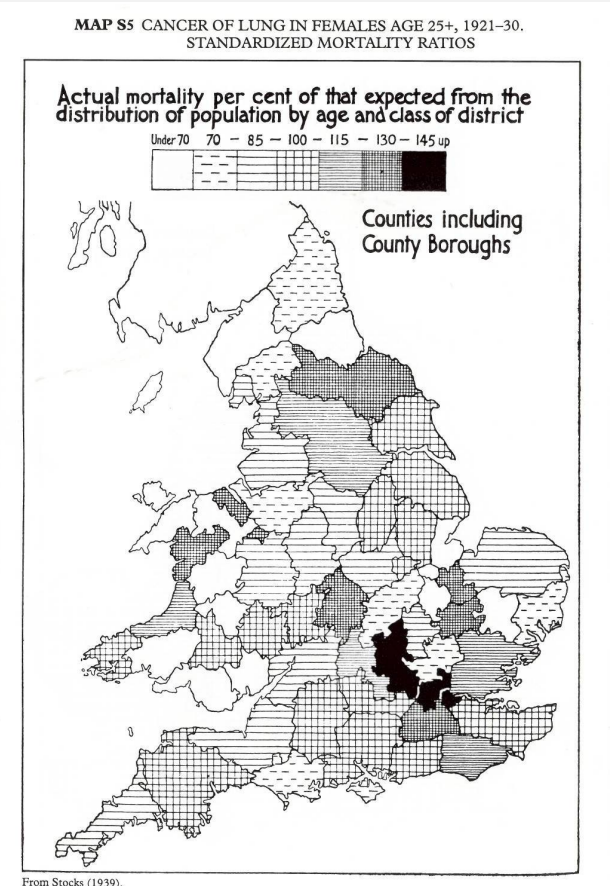 MAP S5 CANCER OF LUNG IN FEMALES AGE 25+, 1921–30.
STANDARDIZED MORTALITY RATIOS
Actual mortality per cent of that expected from the
distribution of population by age and class of district
Under 70 70 – 85 – 100 – 115 – 130 – 145 up
Counties including
County Boroughs
From Stocks (1939).